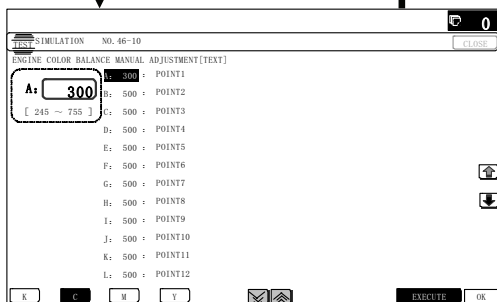 0
TEST SIMULATION NO. 46-10
CLOSE
ENGINE COLOR BALANCE MANUAL ADJUSTMENT[TEXT]
A: 300
[ 245 ~ 755 ]
A: 300 : POINT1
B: 500 : POINT2
C: 500 : POINT3
D: 500 : POINT4
E: 500 : POINT5
F: 500 : POINT6
G: 500 : POINT7
H: 500 : POINT8
I: 500 : POINT9
J: 500 : POINT10
K: 500 : POINT11
L: 500 : POINT12
K C M Y EXECUTE OK